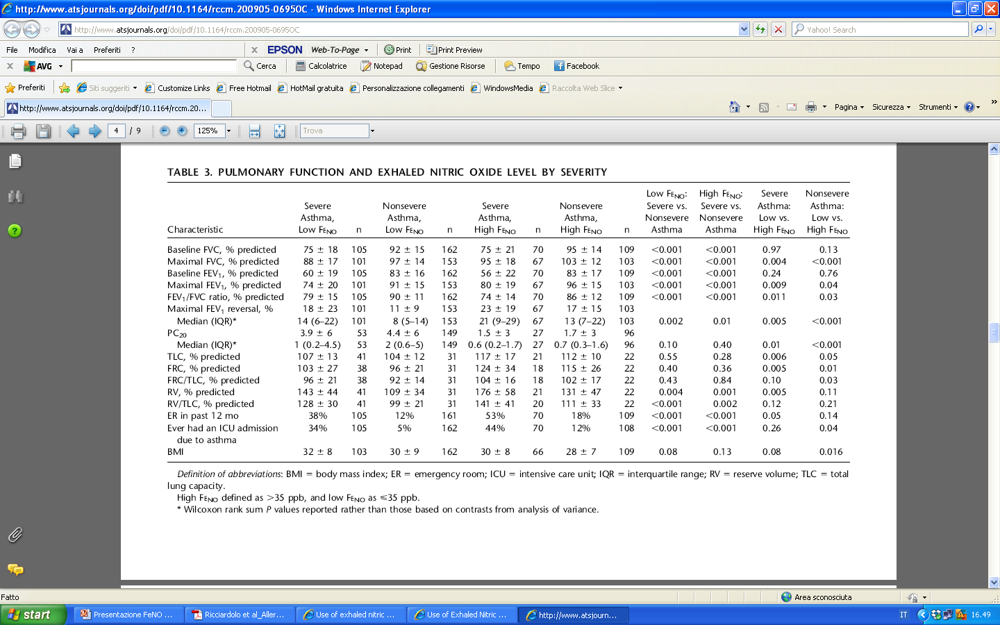 http://www.atsjournals.org/doi/pdf/10.1164/rccm.200905-0695OC - Windows Internet Explorer
http://www.atsjournals.org/doi/pdf/10.1164/rccm.200905-0695OC Yahoo! Search
File Modifica Vai a Preferiti ? x EPSON Web-To-Page Print Print Preview
x AVG Cerca Calcolatrice Notepad Gestione Risorse Tempo Facebook
Preferiti Siti suggeriti Customize Links Free Hotmail HotMail gratuita Personalizzazione collegamenti WindowsMedia Raccolta Web Slice
http://www.atsjournals.org/doi/pdf/10.1164/rccm.20... Pagina Sicurezza Strumenti »
4 / 9 125% Trova
TABLE 3. PULMONARY FUNCTION AND EXHALED NITRIC OXIDE LEVEL BY SEVERITY
Low FENO: High FENO: Severe Nonsevere
Severe Nonsevere Severe Nonsevere Severe vs. Severe vs. Asthma: Asthma:
Asthma, Asthma, Asthma, Asthma, Nonsevere Nonsevere Low vs. Low vs.
Characteristic Low FENO n Low FENO n High FENO n High FENO n Asthma Asthma High FENO High FENO
Baseline FVC, % predicted 75 ± 18 105 92 ± 15 162 75 ± 21 70 95 ± 14 109 <0.001 <0.001 0.97 0.13
Maximal FVC, % predicted 88 ± 17 101 97 ± 14 153 95 ± 18 67 103 ± 12 103 <0.001 <0.001 0.004 <0.001
Baseline FEV1, % predicted 60 ± 19 105 83 ± 16 162 56 ± 22 70 83 ± 17 109 <0.001 <0.001 0.24 0.76
Maximal FEV1, % predicted 74 ± 20 101 91 ± 15 153 80 ± 19 67 96 ± 15 103 <0.001 <0.001 0.009 0.04
FEV1/FVC ratio, % predicted 79 ± 15 105 90 ± 11 162 74 ± 14 70 86 ± 12 109 <0.001 <0.001 0.011 0.03
Maximal FEV1 reversal, % 18 ± 23 101 11 ± 9 153 23 ± 19 67 17 ± 15 103
Median (IQR)* 14 (6–22) 101 8 (5–14) 153 21 (9–29) 67 13 (7–22) 103 0.002 0.01 0.005 <0.001
PC20 3.9 ± 6 53 4.4 ± 6 149 1.5 ± 3 27 1.7 ± 3 96
Median (IQR)* 1 (0.2–4.5) 53 2 (0.6–5) 149 0.6 (0.2–1.7) 27 0.7 (0.3–1.6) 96 0.10 0.40 0.01 <0.001
TLC, % predicted 107 ± 13 41 104 ± 12 31 117 ± 17 21 112 ± 10 22 0.55 0.28 0.006 0.05
FRC, % predicted 103 ± 27 38 96 ± 21 31 124 ± 34 18 115 ± 26 22 0.40 0.36 0.005 0.01
FRC/TLC, % predicted 96 ± 21 38 92 ± 14 31 104 ± 16 18 102 ± 17 22 0.43 0.84 0.10 0.03
RV, % predicted 143 ± 44 41 109 ± 34 31 176 ± 58 21 131 ± 47 22 0.004 0.001 0.005 0.11
RV/TLC, % predicted 128 ± 30 41 99 ± 21 31 141 ± 41 20 111 ± 33 22 <0.001 0.002 0.12 0.21
ER in past 12 mo 38% 105 12% 161 53% 70 18% 109 <0.001 <0.001 0.05 0.14
Ever had an ICU admission 34% 105 5% 162 44% 70 12% 108 <0.001 <0.001 0.26 0.04
due to asthma
BMI 32 ± 8 103 30 ± 9 162 30 ± 8 66 28 ± 7 109 0.08 0.13 0.08 0.016
Definition of abbreviations: BMI = body mass index; ER = emergency room; ICU = intensive care unit; IQR = interquartile range; RV = reserve volume; TLC = total
lung capacity.
High FENO defined as >35 ppb, and low FENO as ≤35 ppb.
* Wilcoxon rank sum P values reported rather than those based on contrasts from analysis of variance.
Fatto Area sconosciuta
start Presentazione FeNO ... Ricciardolo et al_Aller... Use of exhaled nitric ... Use of Exhaled Nitric ... http://www.atsjourn... IT 16.49